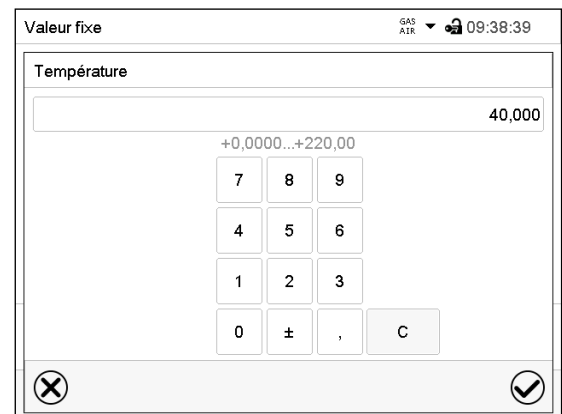 Valeur fixe GAS AIR 09:38:39
Température
40,000
+0,0000...+220,00
7 8 9
4 5 6
1 2 3
0 ± , C